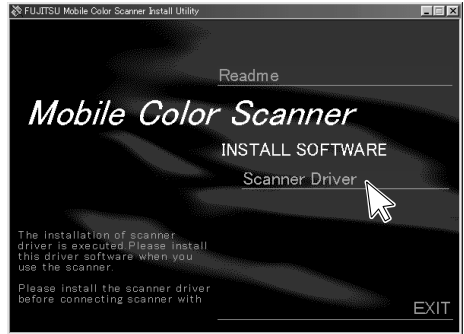 FUJITSU Mobile Color Scanner Install Utility
Readme
Mobile Color Scanner
INSTALL SOFTWARE
Scanner Driver
The installation of scanner
driver is executed.Please install
this driver software when you
use the scanner.
Please install the scanner driver
before connecting scanner with
EXIT